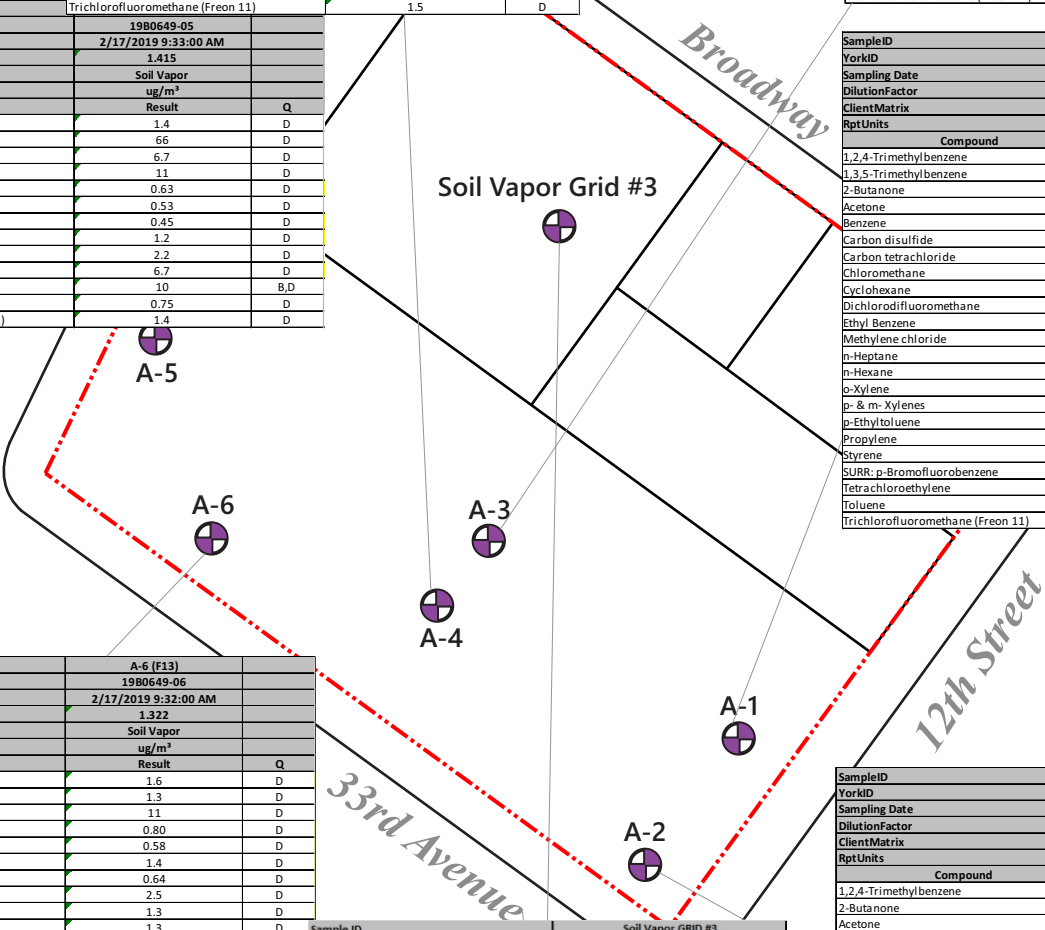 Trichlorofluoromethane (Freon 11) 1.5 D
19B0649-05
2/17/2019 9:33:00 AM
1.415
Soil Vapor
ug/m³
Result Q
1.4 D
66 D
6.7 D
11 D
0.63 D
0.53 D
0.45 D
1.2 D
2.2 D
6.7 D
10 B,D
0.75 D
) 1.4 D
Broadway
Soil Vapor Grid #3
SampleID
YorkID
Sampling Date
DilutionFactor
ClientMatrix
RptUnits
Compound
1,2,4-Trimethylbenzene
1,3,5-Trimethylbenzene
2-Butanone
Acetone
Benzene
Carbon disulfide
Carbon tetrachloride
Chloromethane
Cyclohexane
Dichlorodifluoromethane
Ethyl Benzene
Methylene chloride
n-Heptane
n-Hexane
o-Xylene
p- & m- Xylenes
p-Ethyltoluene
Propylene
Styrene
SURR: p-Bromofluorobenzene
Tetrachloroethylene
Toluene
Trichlorofluoromethane (Freon 11)
A-5
A-6
A-3
A-4
A-1
A-2
12th Street
33rd Avenue
A-6 (F13)
19B0649-06
2/17/2019 9:32:00 AM
1.322
Soil Vapor
ug/m³
Result Q
1.6 D
1.3 D
11 D
0.80 D
0.58 D
1.4 D
0.64 D
2.5 D
1.3 D
1.3 D
SampleID
YorkID
Sampling Date
DilutionFactor
ClientMatrix
RptUnits
Compound
1,2,4-Trimethylbenzene
2-Butanone
Acetone
Sample ID Soil Vapor GRID #3